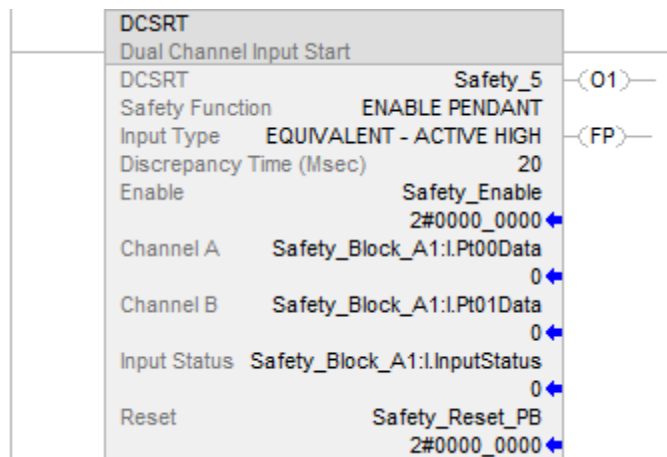 DCSRT
Dual Channel Input Start
DCSRT Safety_5 O1
Safety Function ENABLE PENDANT
Input Type EQUIVALENT - ACTIVE HIGH FP
Discrepancy Time (Msec) 20
Enable Safety_Enable
2#0000_0000
Channel A Safety_Block_A1:I.Pt00Data
0
Channel B Safety_Block_A1:I.Pt01Data
0
Input Status Safety_Block_A1:I.InputStatus
0
Reset Safety_Reset_PB
2#0000_0000